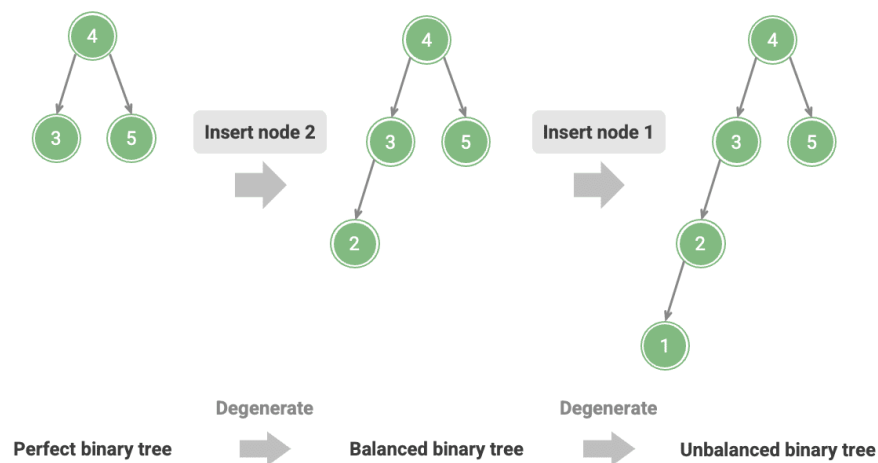 4
3
5
Insert node 2
4
3
5
2
Insert node 1
4
3
5
2
1
Degenerate
Degenerate
Perfect binary tree
Balanced binary tree
Unbalanced binary tree